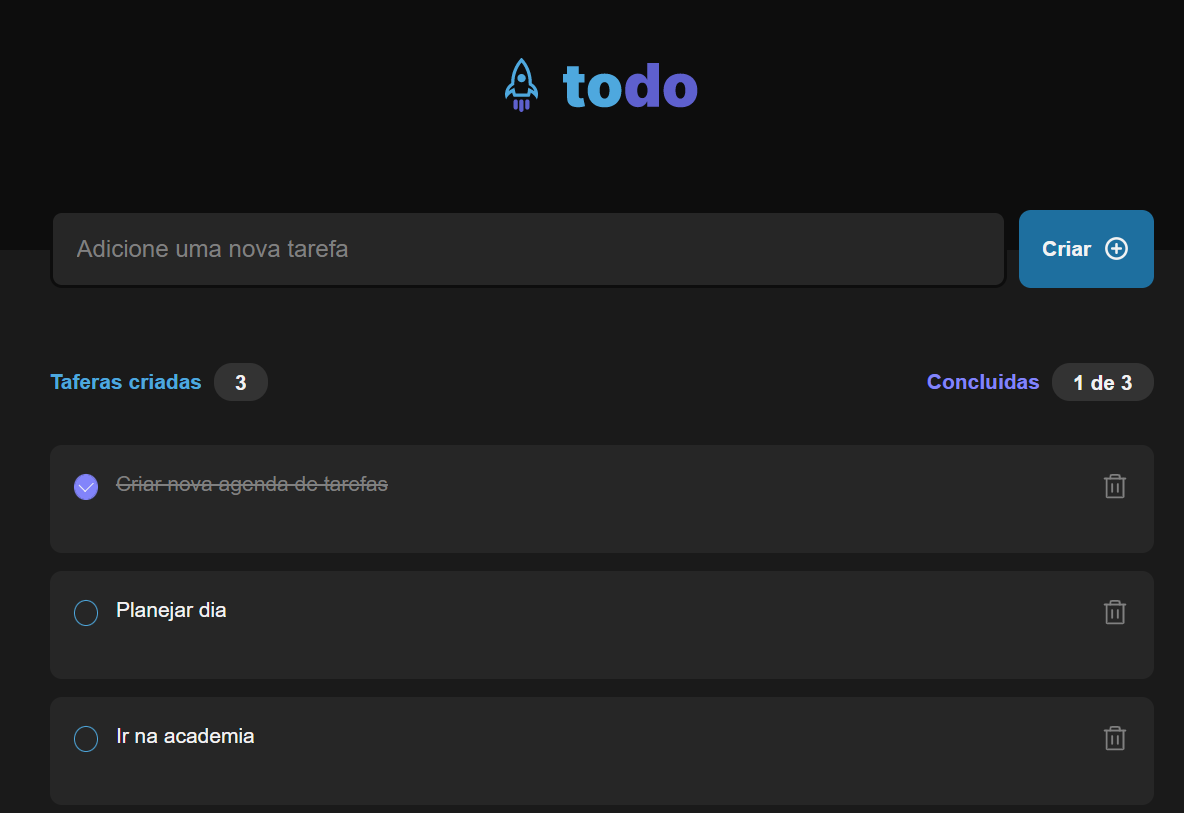 todo
Adicione uma nova tarefa
Criar
Taferas criadas 3
Concluidas 1 de 3
Criar nova agenda de tarefas
Planejar dia
Ir na academia